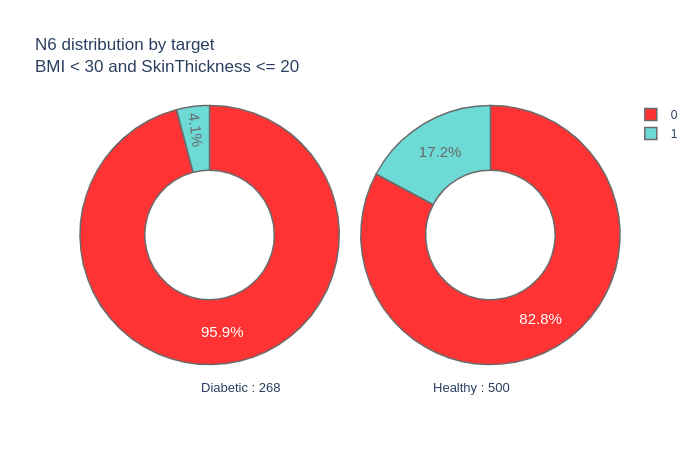 N6 distribution by target
BMI < 30 and SkinThickness <= 20
0
1
4.1%
17.2%
95.9%
82.8%
Diabetic : 268
Healthy : 500